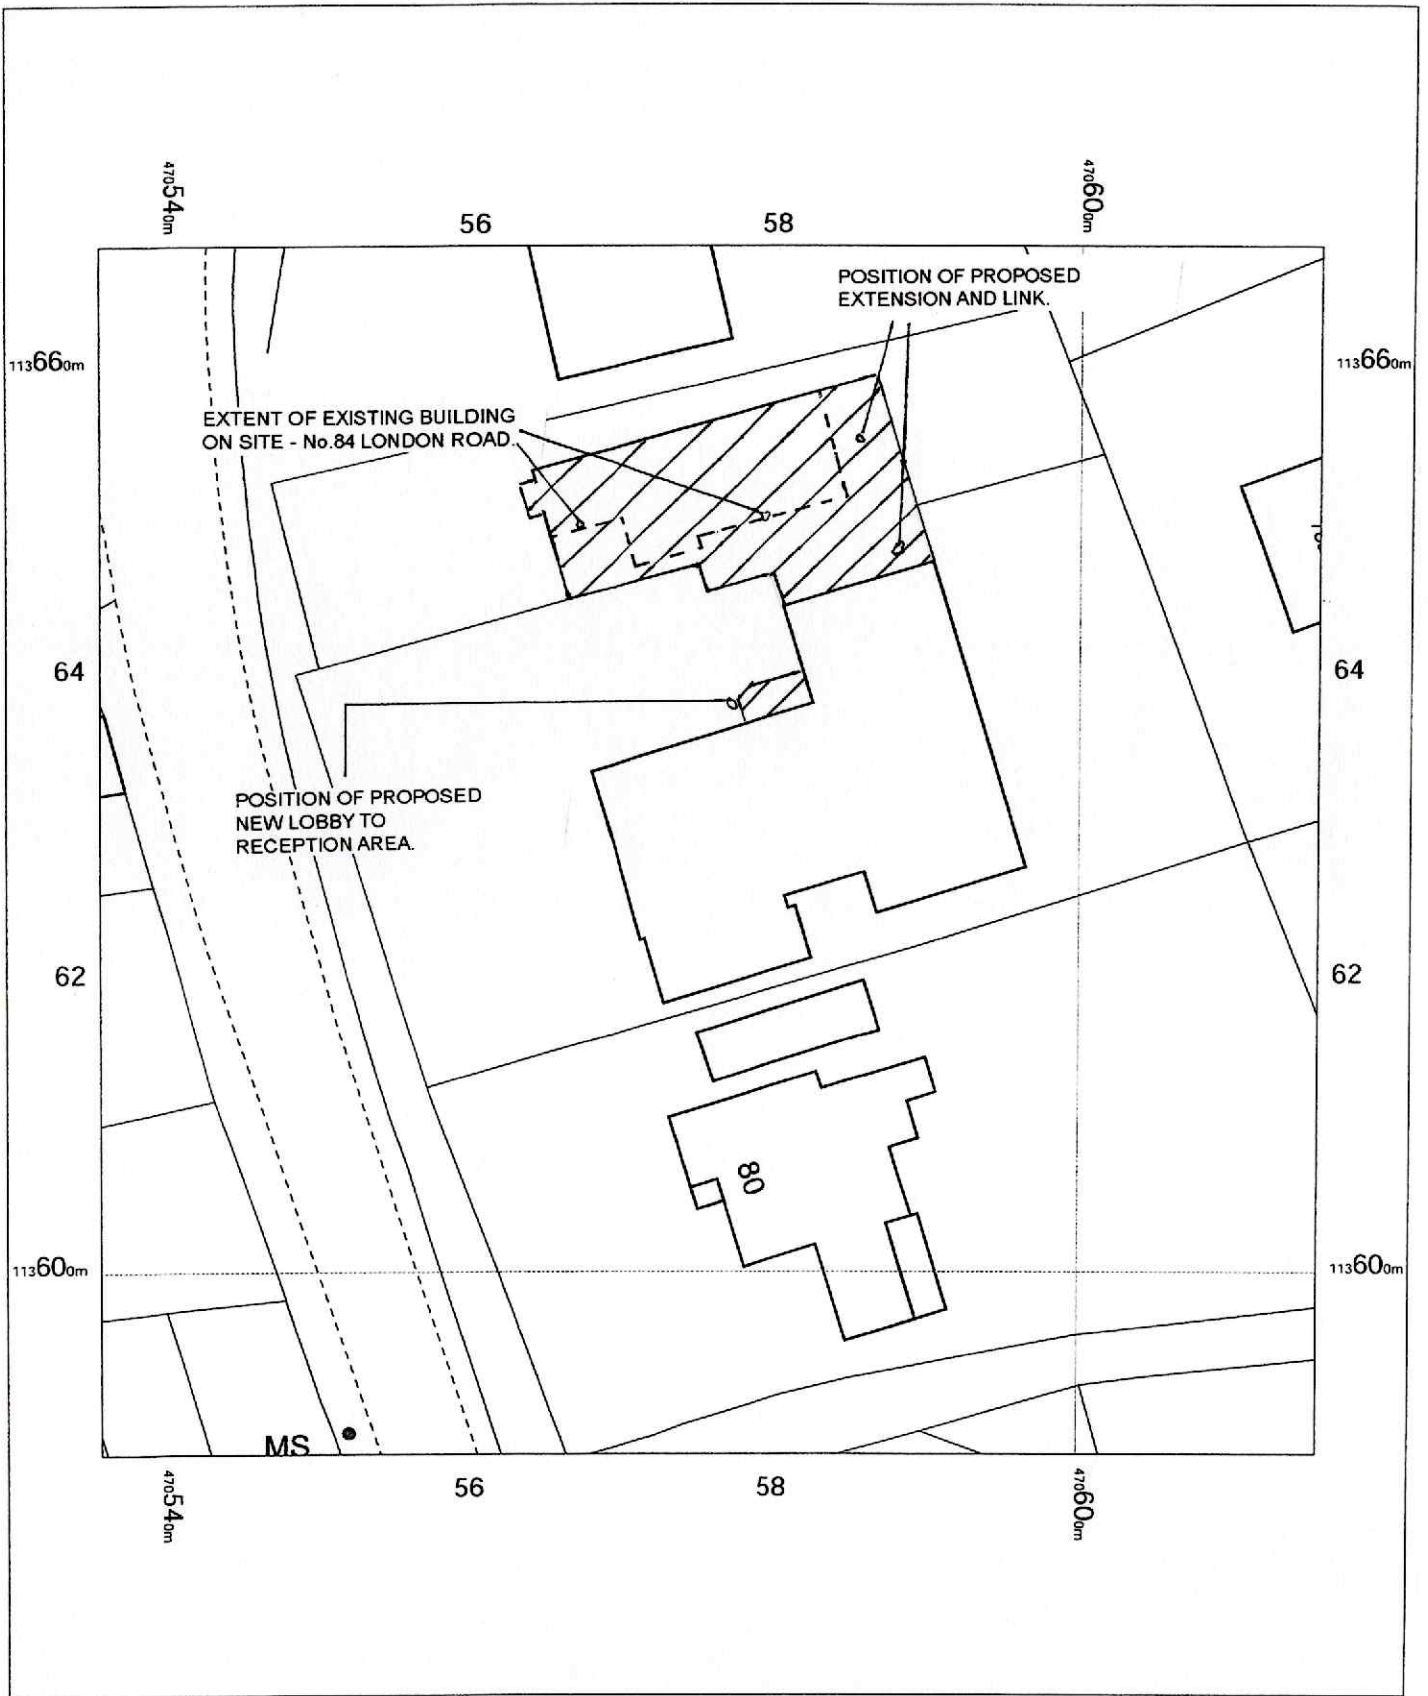 470540m
470600m
56
58
POSITION OF PROPOSED
EXTENSION AND LINK.
113660m
113660m
EXTENT OF EXISTING BUILDING
ON SITE - No.84 LONDON ROAD.
64
64
POSITION OF PROPOSED
NEW LOBBY TO
RECEPTION AREA.
62
62
80
113600m
113600m
MS
470540m
56
58
470600m